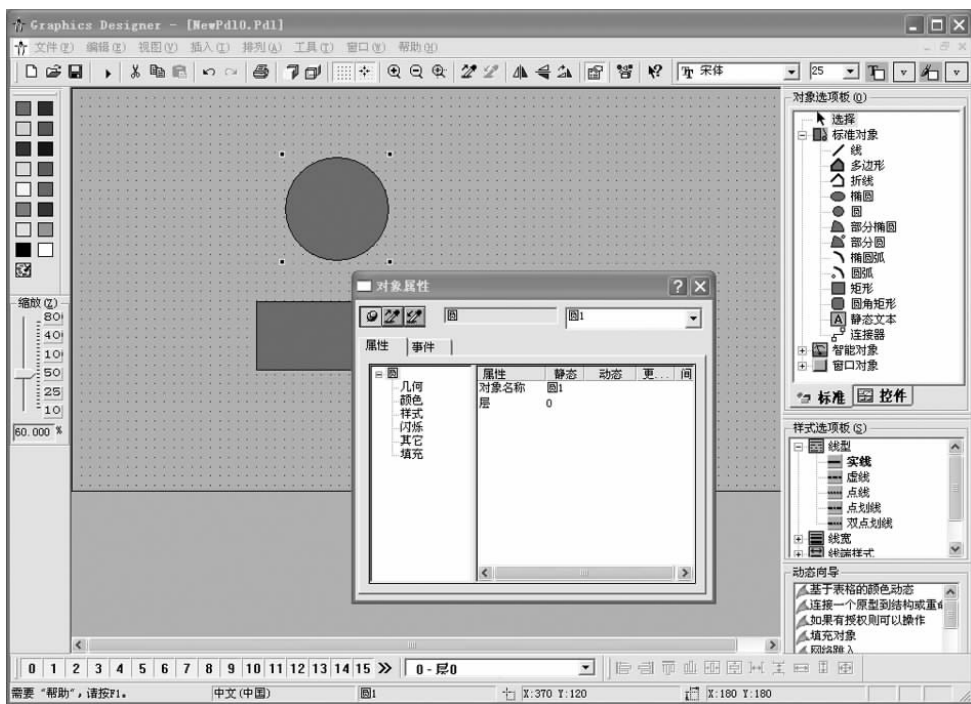 Graphics Designer - [NewPdl0.Pdl]
文件(F) 编辑(E) 视图(V) 插入(I) 排列(A) 工具(T) 窗口(W) 帮助(H)
宋体 25
对象选项板(O)
选择
标准对象
线
多边形
折线
椭圆
圆
部分椭圆
部分圆
椭圆弧
圆弧
矩形
圆角矩形
静态文本
连接器
智能对象
窗口对象
标准 控件
缩放(Z)
80
40
10
50
25
10
60.000 %
对象属性
圆 圆1
属性 事件
圆
几何
颜色
样式
闪烁
其它
填充
属性 静态 动态 更... 间
对象名称 圆1
层 0
样式选项板(S)
线型
实线
虚线
点线
点划线
双点划线
线宽
线端样式
动态向导
基于表格的颜色动态
连接一个原型到结构或重
如果有授权则可以操作
填充对象
网络跳入
0 1 2 3 4 5 6 7 8 9 10 11 12 13 14 15 0 - 层0
需要 "帮助"，请按F1。 中文(中国) 圆1 X:370 Y:120 X:180 Y:180